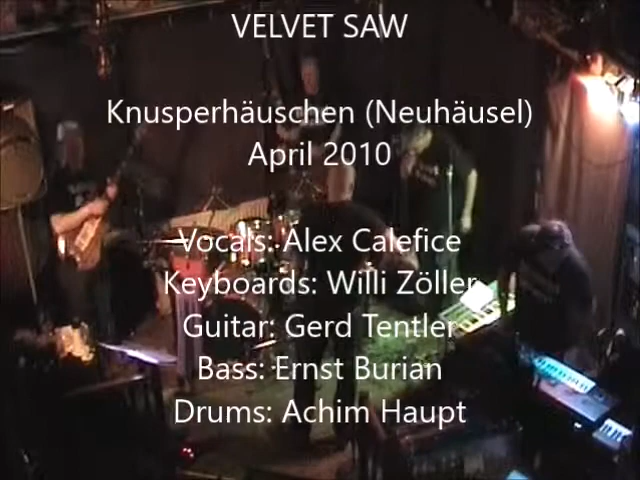 VELVET SAW
Knusperhäuschen (Neuhäusel)
April 2010
Vocals: Alex Calefice
Keyboards: Willi Zöller
Guitar: Gerd Tentler
Bass: Ernst Burian
Drums: Achim Haupt